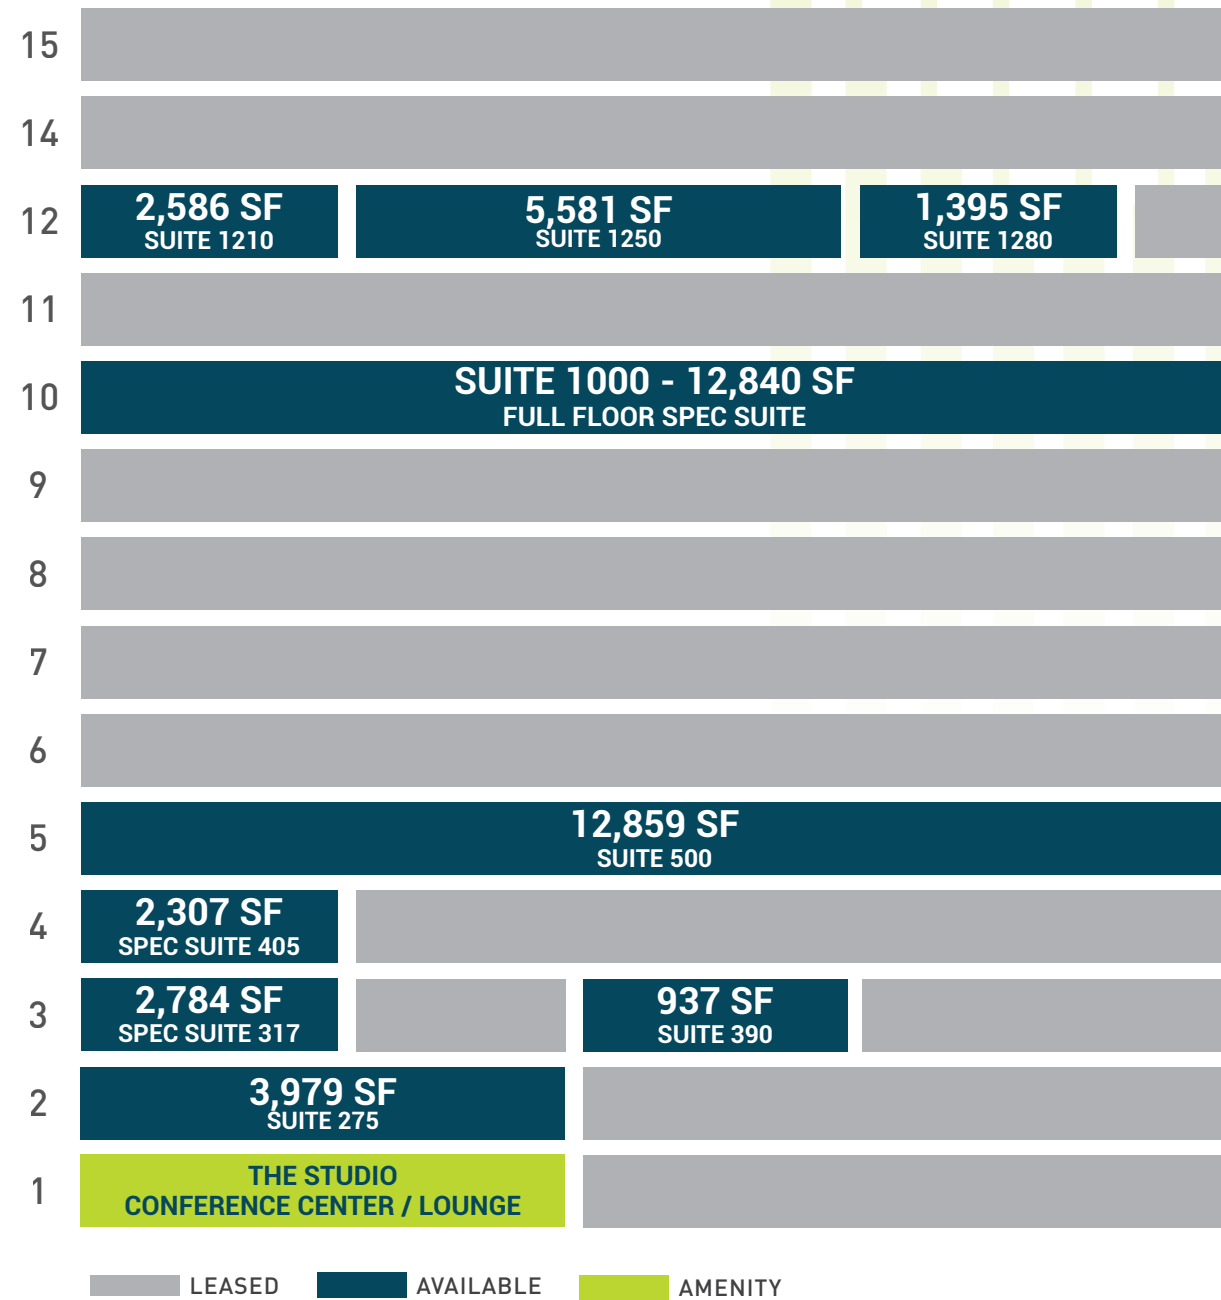 15
14
12
2,586 SF
SUITE 1210
5,581 SF
SUITE 1250
1,395 SF
SUITE 1280
11
10
SUITE 1000 - 12,840 SF
FULL FLOOR SPEC SUITE
9
8
7
6
5
12,859 SF
SUITE 500
4
2,307 SF
SPEC SUITE 405
3
2,784 SF
SPEC SUITE 317
937 SF
SUITE 390
2
3,979 SF
SUITE 275
1
THE STUDIO
CONFERENCE CENTER / LOUNGE
LEASED
AVAILABLE
AMENITY